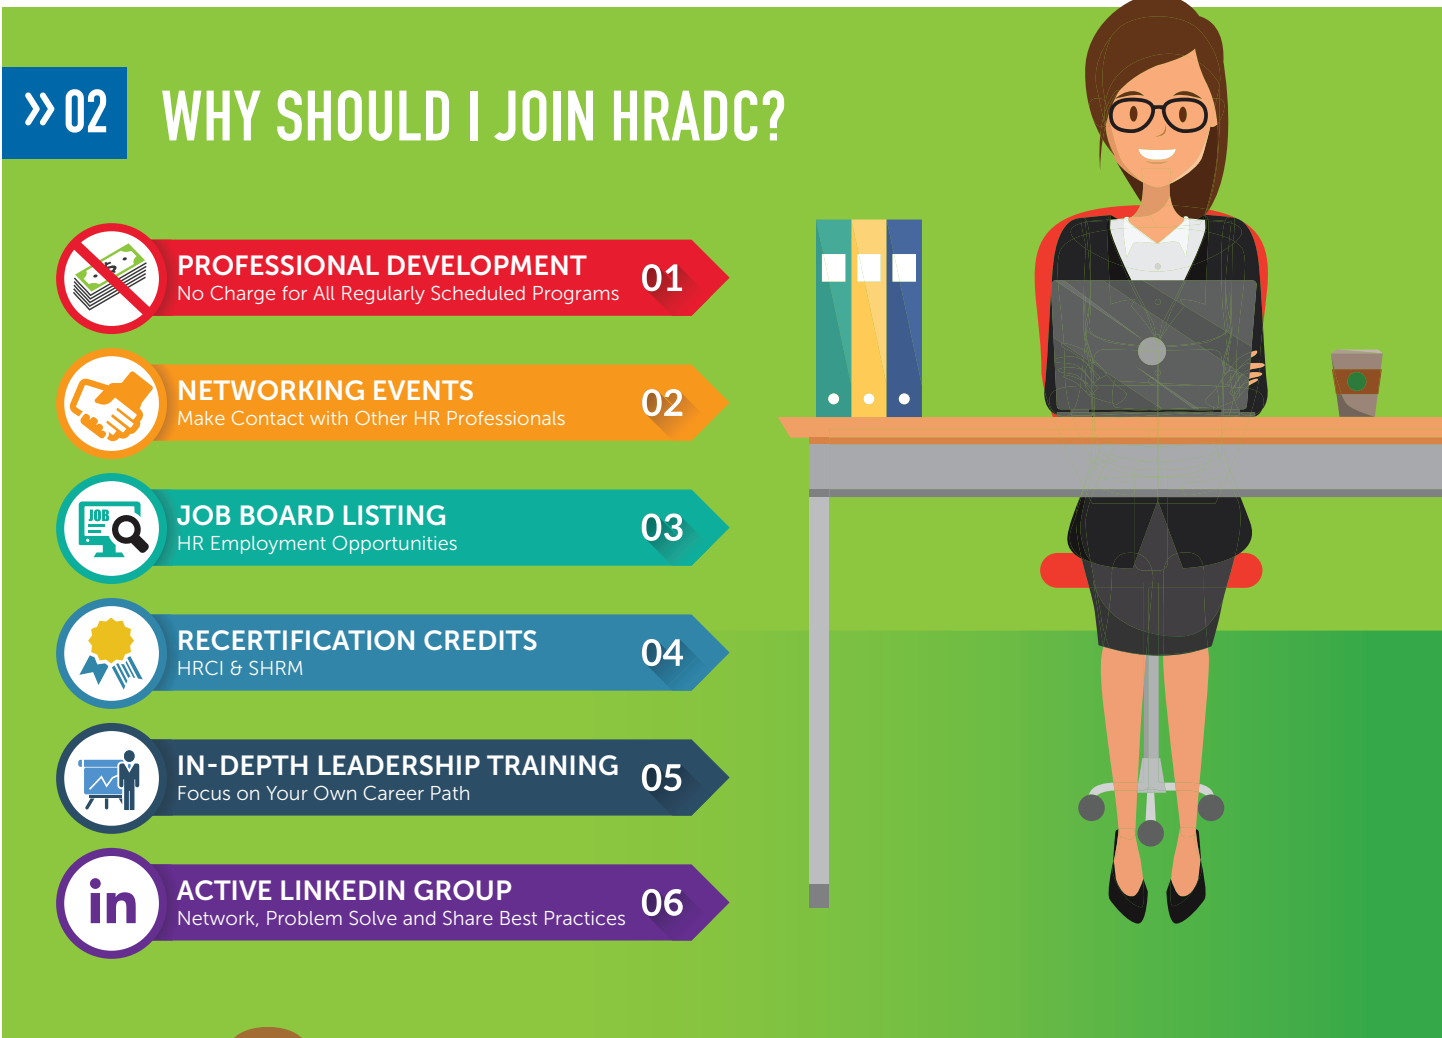 »02
WHY SHOULD I JOIN HRADC?
PROFESSIONAL DEVELOPMENT
No Charge for All Regularly Scheduled Programs
01
NETWORKING EVENTS
Make Contact with Other HR Professionals
02
JOB
JOB BOARD LISTING
HR Employment Opportunities
03
RECERTIFICATION CREDITS
HRCI & SHRM
04
IN-DEPTH LEADERSHIP TRAINING
Focus on Your Own Career Path
05
in
ACTIVE LINKEDIN GROUP
Network, Problem Solve and Share Best Practices
06